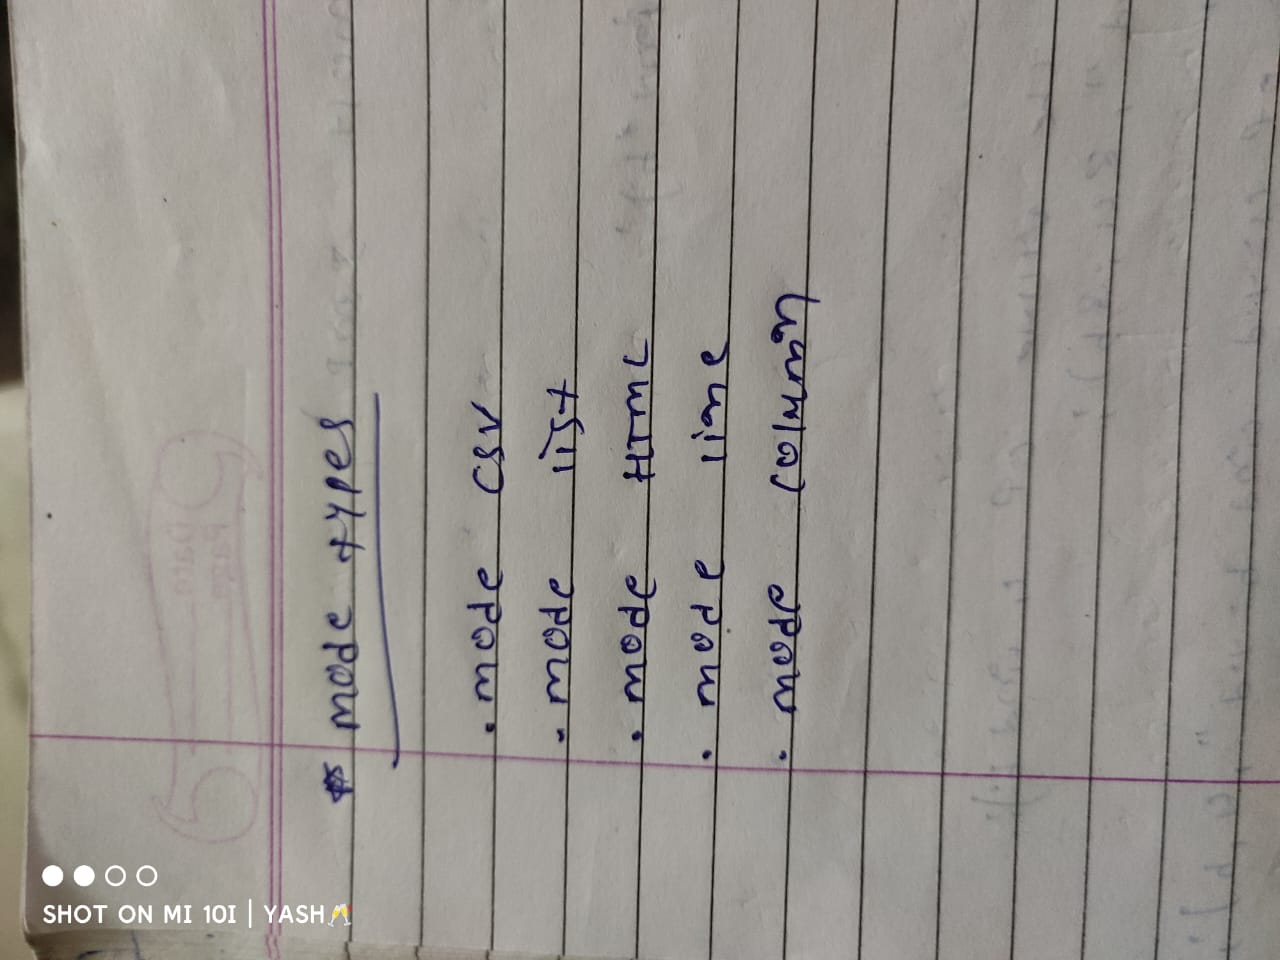 * mode types
. mode CSV
. mode list
. mode HTML
. mode line
. mode column
SHOT ON MI 10I | YASH🥂